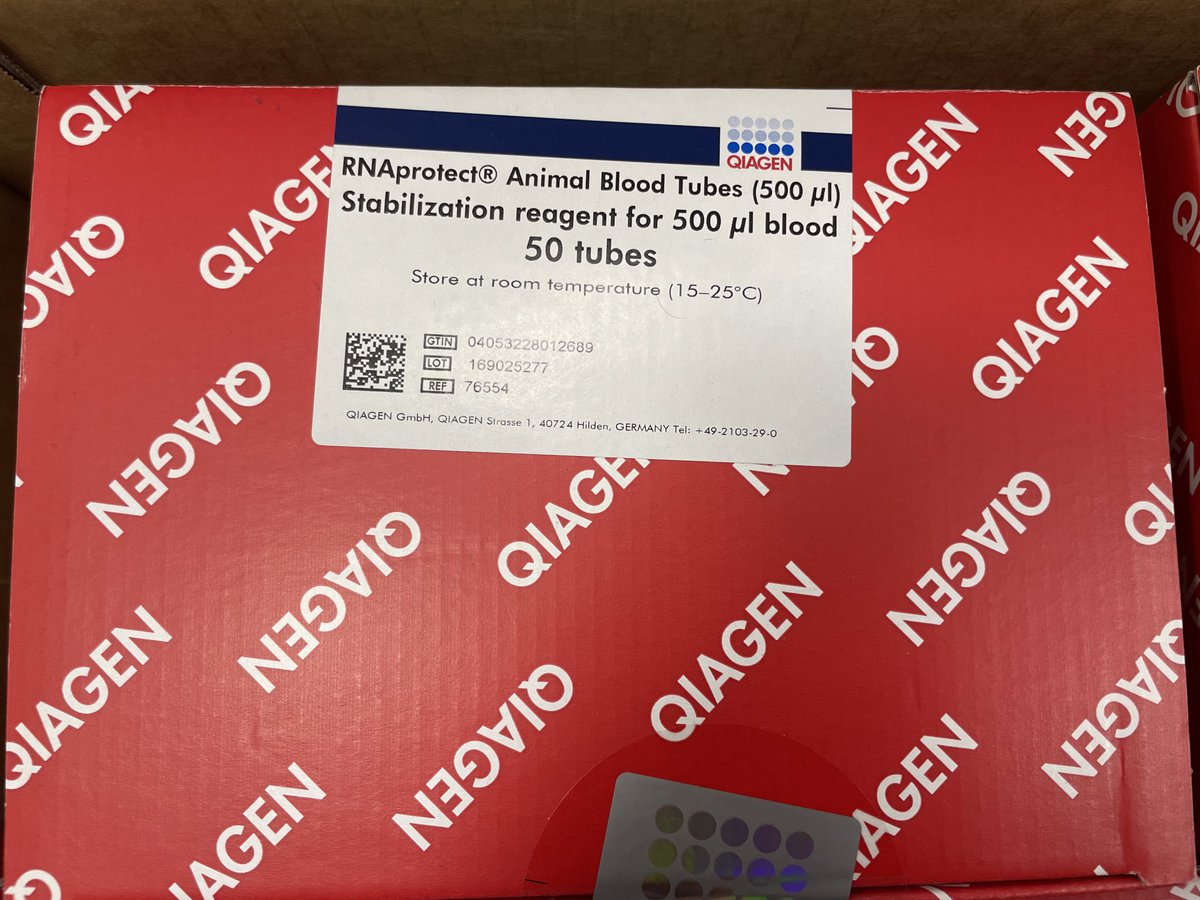 QIAGEN
RNAprotect® Animal Blood Tubes (500 µl)
Stabilization reagent for 500 µl blood
50 tubes
Store at room temperature (15–25°C)
GTIN 04053228012689
LOT 169025277
REF 76554
QIAGEN GmbH, QIAGEN Strasse 1, 40724 Hilden, GERMANY Tel: +49-2103-29-0
QIA
QIAGEN
QIAGEN
GEN
QIAGEN
QIAGEN
QIAGEN
QIAGEN
QIAGEN
QIAGEN
QIAGEN
QIAGEN
QIAGEN
QIAGEN
QIAGEN
QIAGEN
QIAGEN